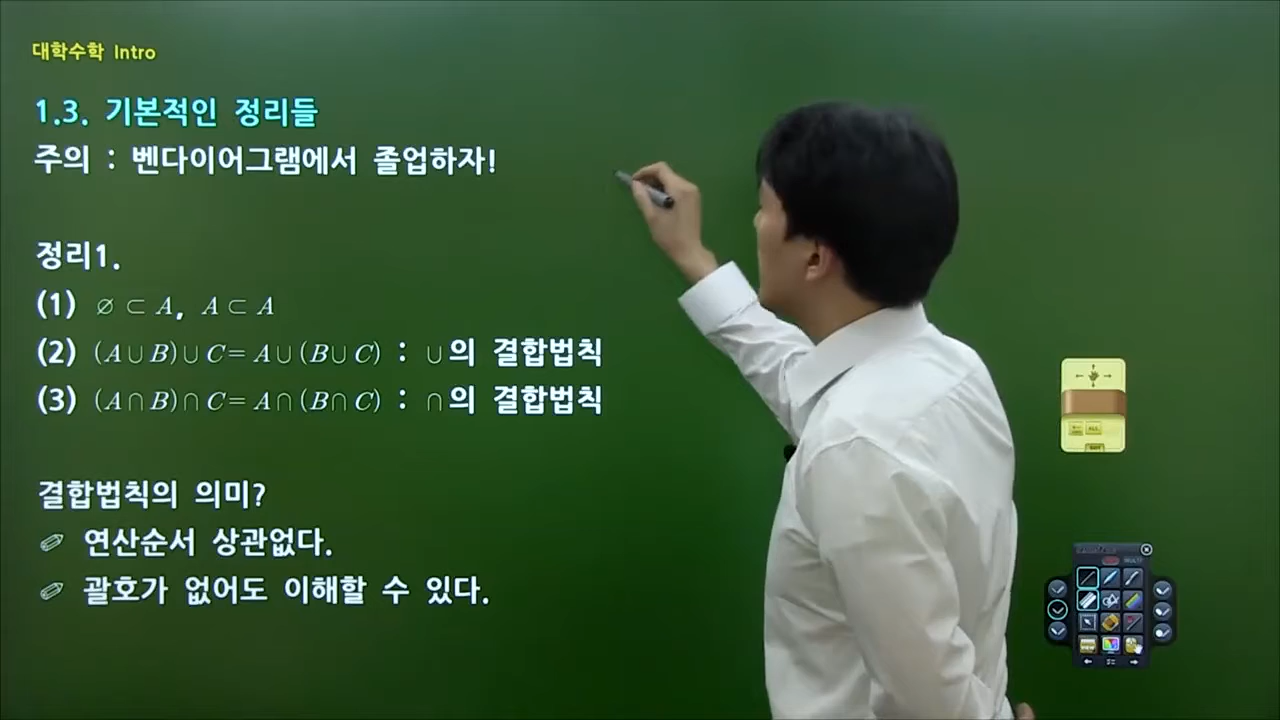 대학수학 Intro
1.3. 기본적인 정리들
주의 : 벤다이어그램에서 졸업하자!
정리1.
(1) ∅ ⊂ A, A ⊂ A
(2) (A∪B)∪C=A∪(B∪C) : ∪의 결합법칙
(3) (A∩B)∩C=A∩(B∩C) : ∩의 결합법칙
결합법칙의 의미?
연산순서 상관없다.
괄호가 없어도 이해할 수 있다.